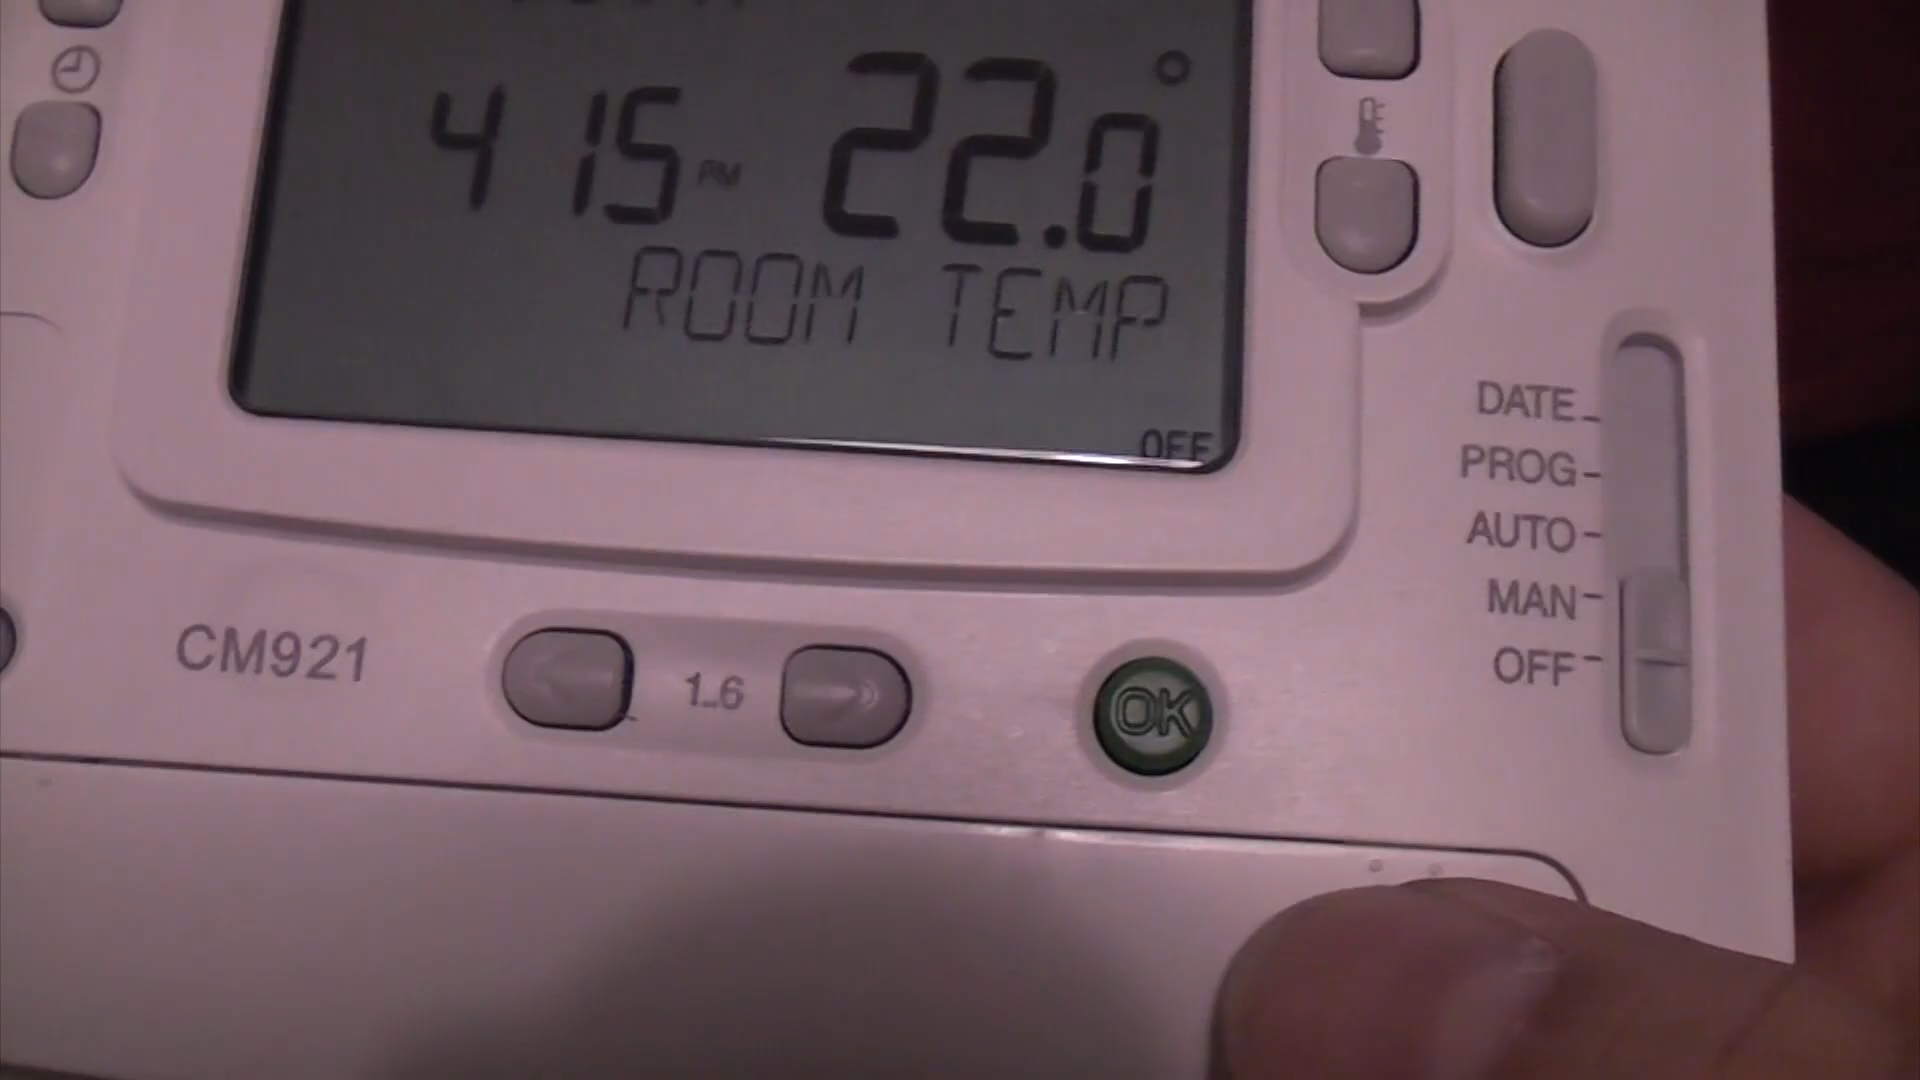 4 15 PM 22.0°
ROOM TEMP
OFF
DATE
PROG
AUTO
MAN
OFF
CM921
1..6
OK